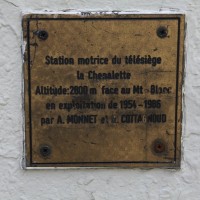 Station motrice du télésiège
la Chenalette
Altitude:2800 m face au Mt-Blanc
en exploitation de 1954-1986
par A. MONNET et COTTA